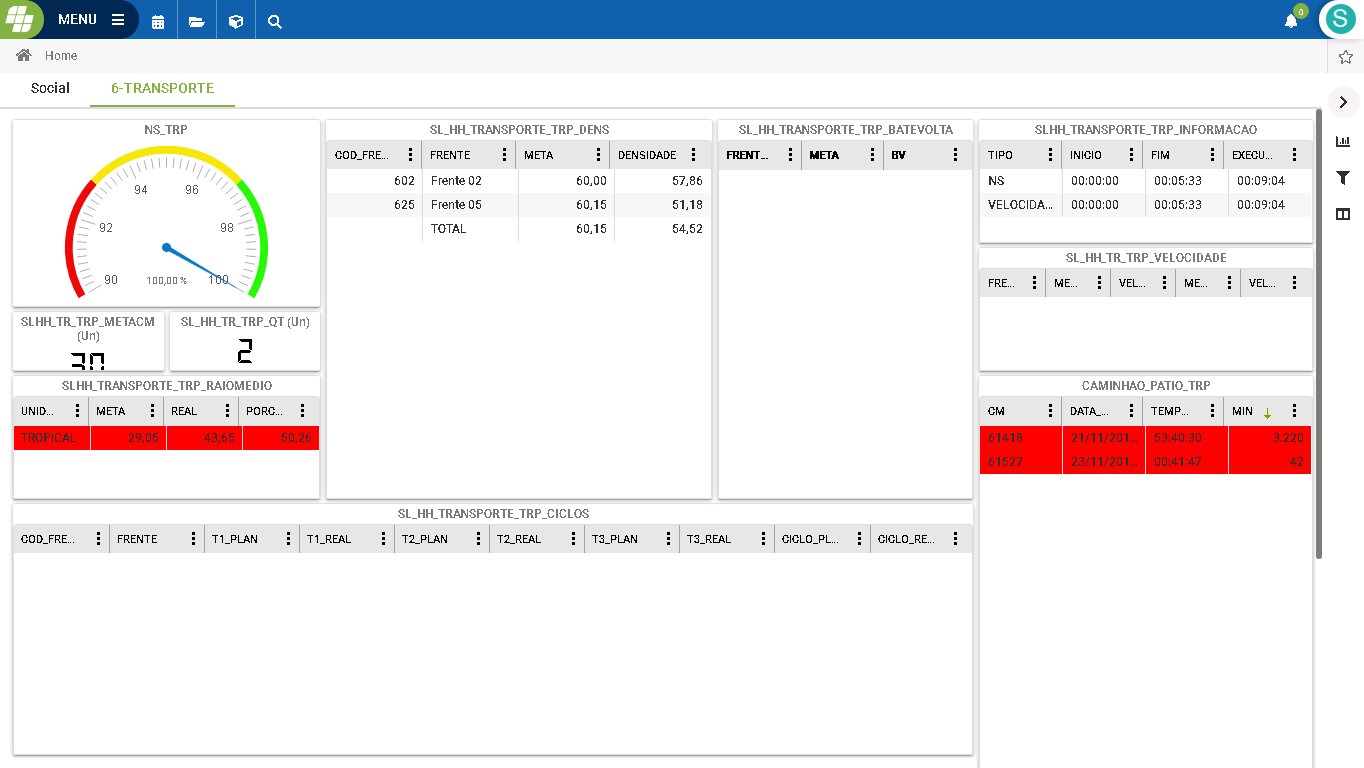 MENU
0
S
Home
Social
6-TRANSPORTE
NS_TRP
90
92
94
96
98
100
100,00 %
SLHH_TR_TRP_METACM
(Un)
30
SL_HH_TR_TRP_QT (Un)
2
SLHH_TRANSPORTE_TRP_RAIOMEDIO
UNID... META REAL PORC...
TROPICAL 29,05 43,65 50,26
SL_HH_TRANSPORTE_TRP_DENS
COD_FRE... FRENTE META DENSIDADE
602 Frente 02 60,00 57,86
625 Frente 05 60,15 51,18
TOTAL 60,15 54,52
SL_HH_TRANSPORTE_TRP_BATEVOLTA
FRENT... META BV
SLHH_TRANSPORTE_TRP_INFORMACAO
TIPO INICIO FIM EXECU...
NS 00:00:00 00:05:33 00:09:04
VELOCIDA... 00:00:00 00:05:33 00:09:04
SL_HH_TR_TRP_VELOCIDADE
FRE... ME... VEL... ME... VEL...
CAMINHAO_PATIO_TRP
CM DATA_... TEMP... MIN
61418 21/11/201... 53:40:30 3.220
61527 23/11/201... 00:41:47 42
SL_HH_TRANSPORTE_TRP_CICLOS
COD_FRE... FRENTE T1_PLAN T1_REAL T2_PLAN T2_REAL T3_PLAN T3_REAL CICLO_PL... CICLO_RE...